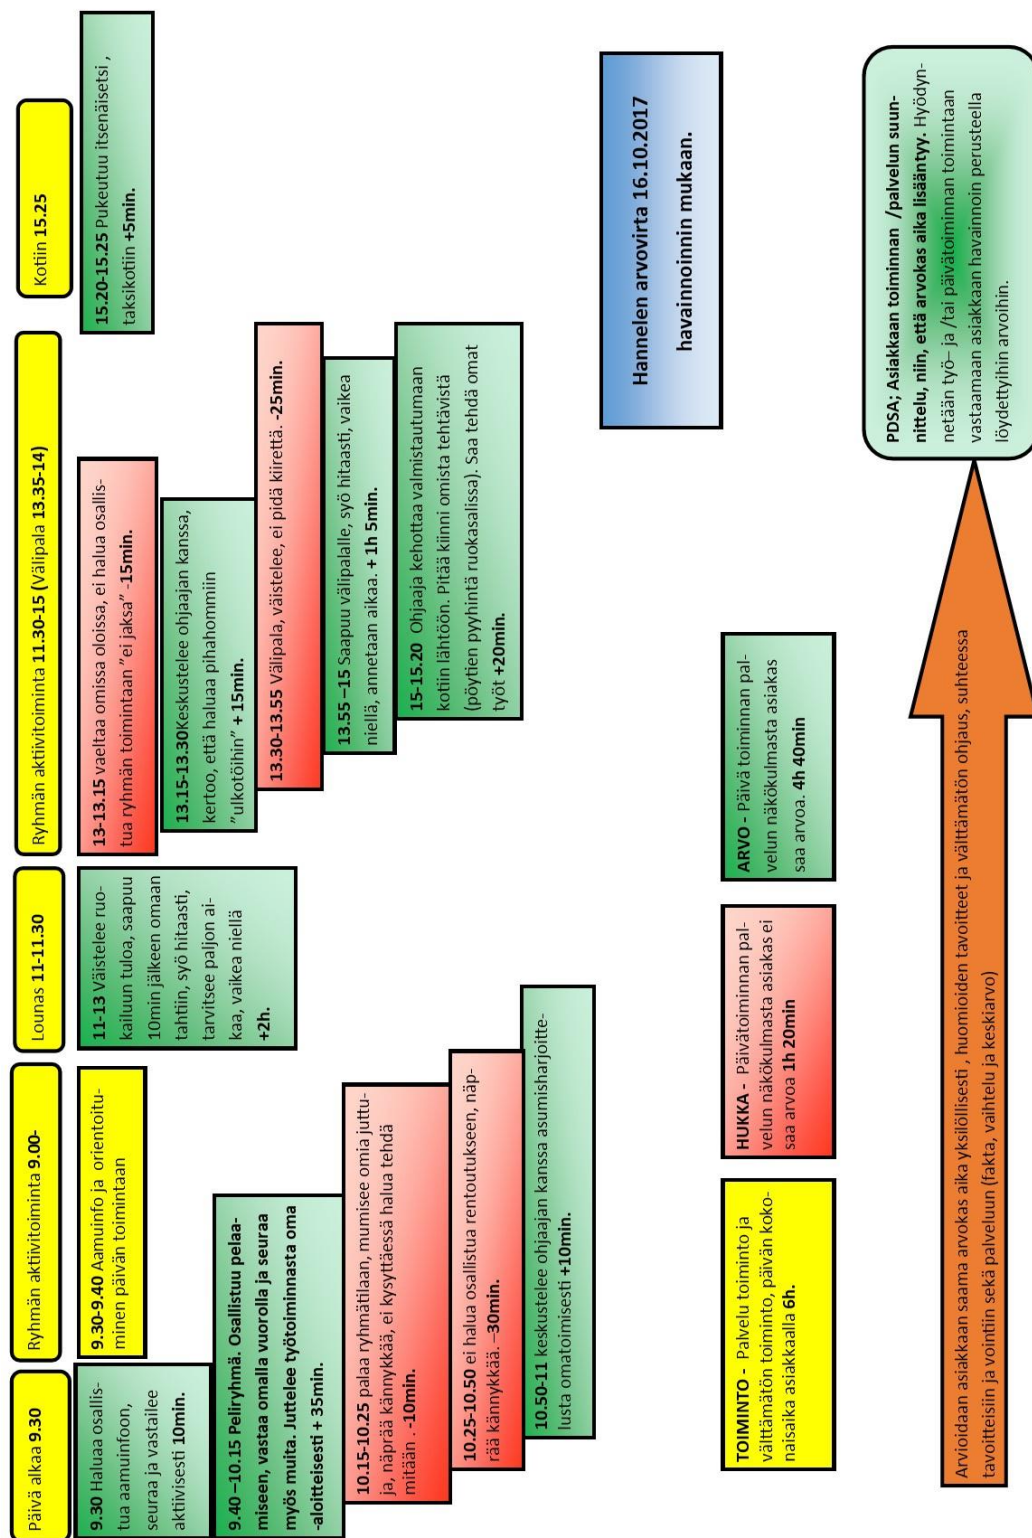 Päivä alkaa 9.30
9.30 Haluaa osallis-
tua aamuinfoon,
seuraa ja vastailee
aktiivisesti 10min.
Ryhmän aktiivitoiminta 9.00-
9.30-9.40 Aamuinfo ja orientoitu-
minen päivän toimintaan
9.40 –10.15 Peliryhmä. Osallistuu pelaa-
miseen, vastaa omalla vuorolla ja seuraa
myös muita. Juttelee työtoiminnasta oma
-aloitteisesti + 35min.
10.15-10.25 palaa ryhmätilaan, mumisee omia juttu-
ja, näprää kännykkää, ei kysyttäessä halua tehdä
mitään . -10min.
10.25-10.50 ei halua osallistua rentoutukseen, näp-
rää kännykkää. –30min.
10.50-11 keskustelee ohjaajan kanssa asumisharjoitte-
lusta omatoimisesti +10min.
Lounas 11-11.30
11-13 Väistelee ruo-
kailuun tuloa, saapuu
10min jälkeen omaan
tahtiin, syö hitaasti,
tarvitsee paljon ai-
kaa, vaikea niellä
+2h.
Ryhmän aktiivitoiminta 11.30-15 (Välipala 13.35-14)
13-13.15 vaeltaa omissa oloissa, ei halua osallis-
tua ryhmän toimintaan ”ei jaksa” -15min.
13.15-13.30Keskustelee ohjaajan kanssa,
kertoo, että haluaa pihahommiin
”ulkotöihin” + 15min.
13.30-13.55 Välipala, väistelee, ei pidä kiirettä. -25min.
13.55 –15 Saapuu välipalalle, syö hitaasti, vaikea
niellä, annetaan aikaa. + 1h 5min.
15-15.20 Ohjaaja kehottaa valmistautumaan
kotiin lähtöön. Pitää kiinni omista tehtävistä
(pöytien pyyhintä ruokasalissa). Saa tehdä omat
työt +20min.
Kotiin 15.25
15.20-15.25 Pukeutuu itsenäisetsi ,
taksikotiin +5min.
Hannelen arvovirta 16.10.2017
havainnoinnin mukaan.
TOIMINTO - Palvelu toiminto ja
välttämätön toiminto, päivän koko-
naisaika asiakkaalla 6h.
HUKKA - Päivätoiminnan pal-
velun näkökulmasta asiakas ei
saa arvoa 1h 20min
ARVO - Päivä toiminnan pal-
velun näkökulmasta asiakas
saa arvoa. 4h 40min
Arvioidaan asiakkaan saama arvokas aika yksilöllisesti , huomioiden tavoitteet ja välttämätön ohjaus, suhteessa
tavoitteisiin ja vointiin sekä palveluun (fakta, vaihtelu ja keskiarvo)
PDSA; Asiakkaan toiminnan /palvelun suun-
nittelu, niin, että arvokas aika lisääntyy. Hyödyn-
netään työ– ja /tai päivätoiminnan toimintaan
vastaamaan asiakkaan havainnoin perusteella
löydettyihin arvoihin.